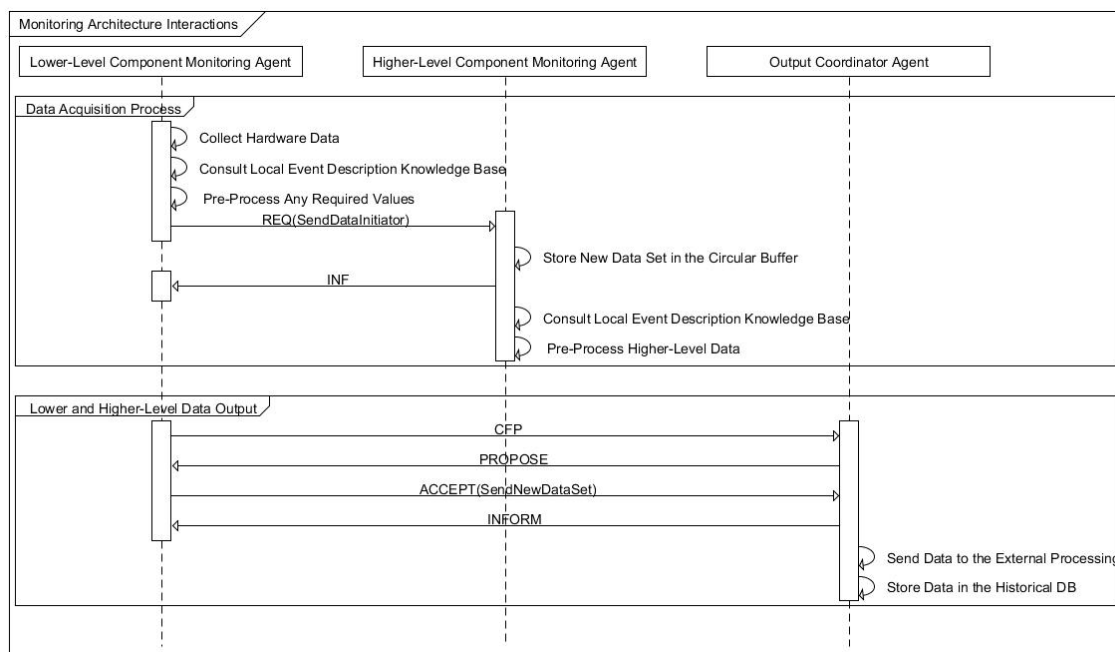 Monitoring Architecture Interactions
Lower-Level Component Monitoring Agent
Higher-Level Component Monitoring Agent
Output Coordinator Agent
Data Acquisition Process
Collect Hardware Data
Consult Local Event Description Knowledge Base
Pre-Process Any Required Values
REQ(SendDataInitiator)
Store New Data Set in the Circular Buffer
INF
Consult Local Event Description Knowledge Base
Pre-Process Higher-Level Data
Lower and Higher-Level Data Output
CFP
PROPOSE
ACCEPT(SendNewDataSet)
INFORM
Send Data to the External Processing
Store Data in the Historical DB